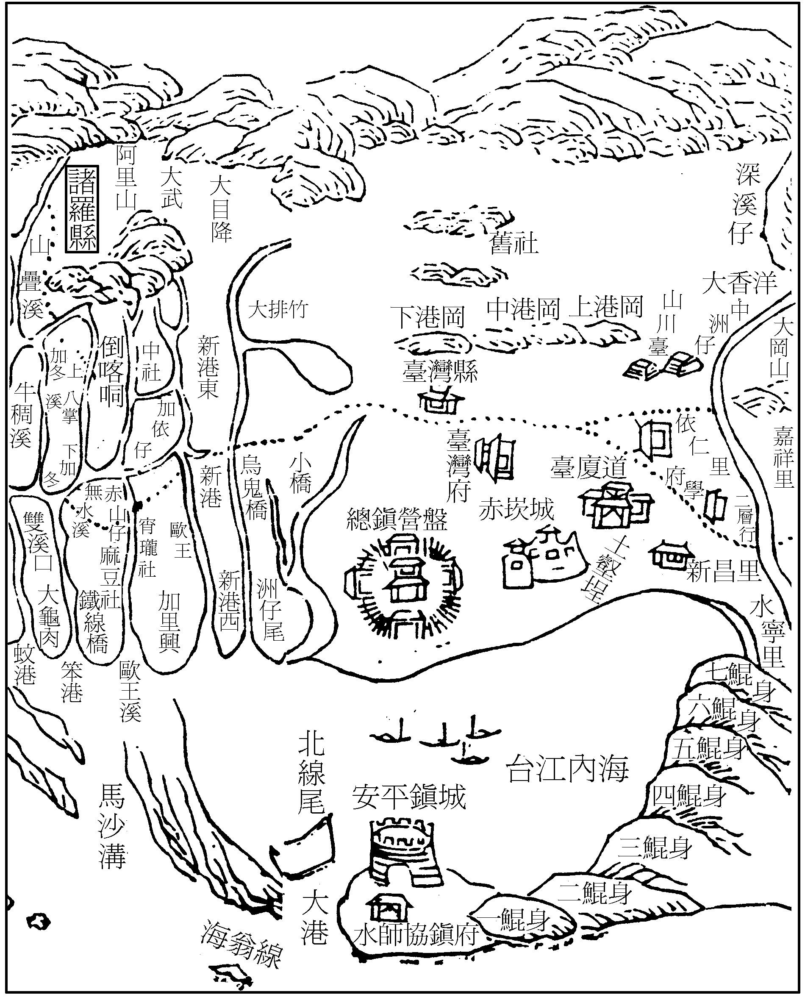 諸羅縣
阿里山
大武
大目降
深溪仔
山疊溪
舊社
大香洋
大排竹
下港岡
中港岡
上港岡
山川臺
中洲仔
大岡山
加冬
上
倒咯嗊
中社
新港東
臺灣縣
牛稠溪
八掌溪
加依仔
依仁里
嘉祥里
下加冬
新港
烏鬼橋
小橋
臺灣府
臺廈道
府學
二層行
無水溪
赤山仔
雙溪口
麻豆社
宵瓏社
歐王
總鎮營盤
赤崁城
土墼埕
新昌里
水寧里
大龜肉
鐵線橋
加里興
新港西
洲仔尾
蚊港
笨港
歐王溪
七鯤身
六鯤身
五鯤身
四鯤身
三鯤身
二鯤身
一鯤身
北線尾
台江內海
安平鎮城
馬沙溝
大港
水師協鎮府
海翁線